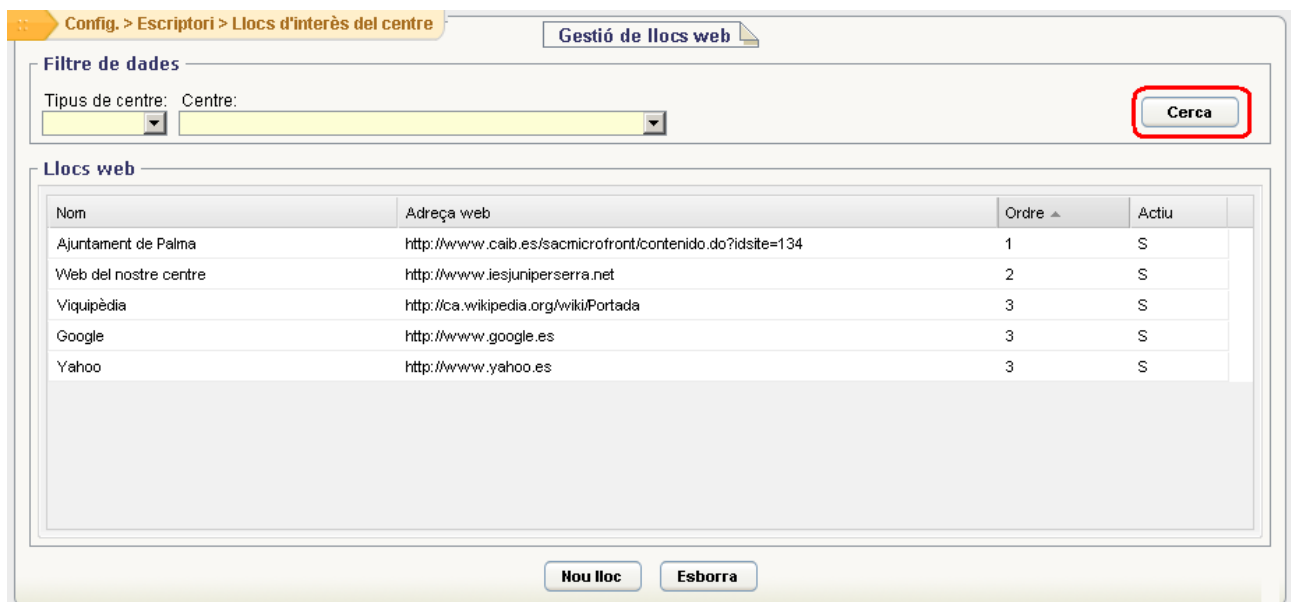 Config. > Escriptori > Llocs d'interès del centre
Gestió de llocs web
Filtre de dades
Tipus de centre: Centre:
Cerca
Llocs web
Nom Adreça web Ordre Actiu
Ajuntament de Palma http://www.caib.es/sacmicrofront/contenido.do?idsite=134 1 S
Web del nostre centre http://www.iesjuniperserra.net 2 S
Viquipèdia http://ca.wikipedia.org/wiki/Portada 3 S
Google http://www.google.es 3 S
Yahoo http://www.yahoo.es 3 S
Nou lloc Esborra